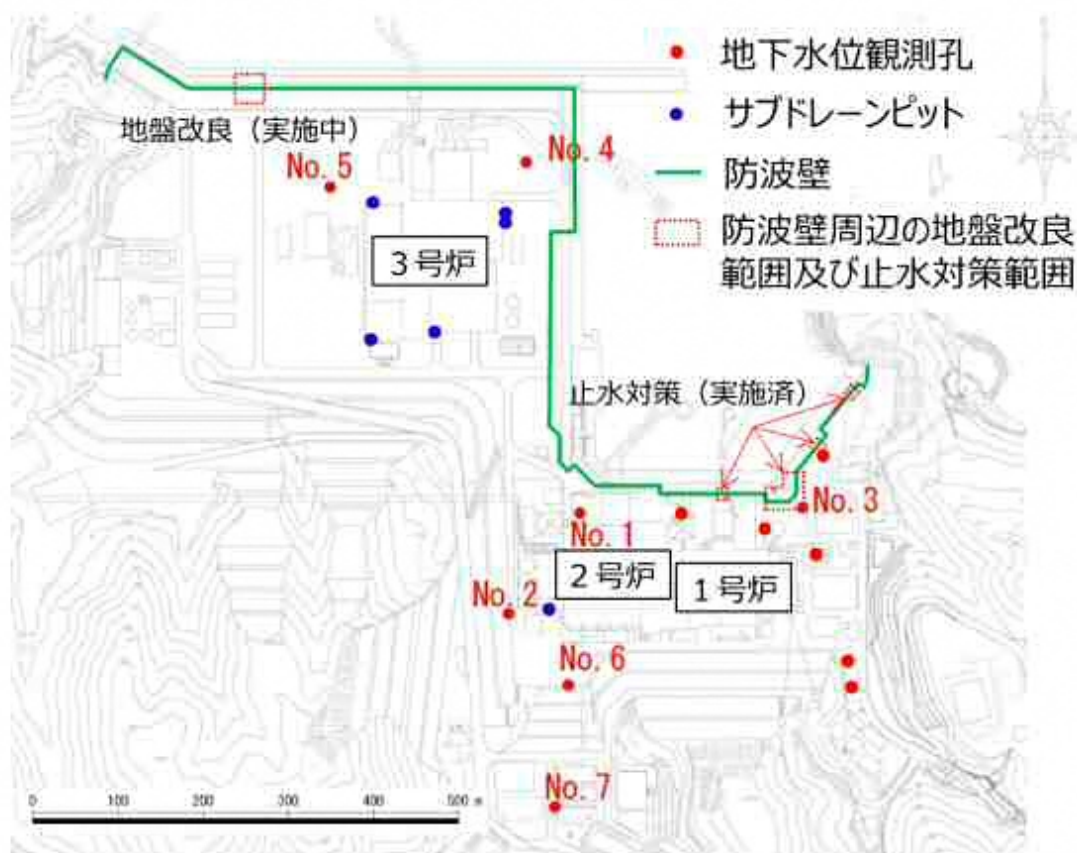 地下水位観測孔
サブドレーンピット
防波壁
防波壁周辺の地盤改良
範囲及び止水対策範囲
地盤改良（実施中）
No. 4
No. 5
３号炉
止水対策（実施済）
No. 3
No. 1
２号炉
１号炉
No. 2
No. 6
No. 7
0 100 200 300 400 500 m